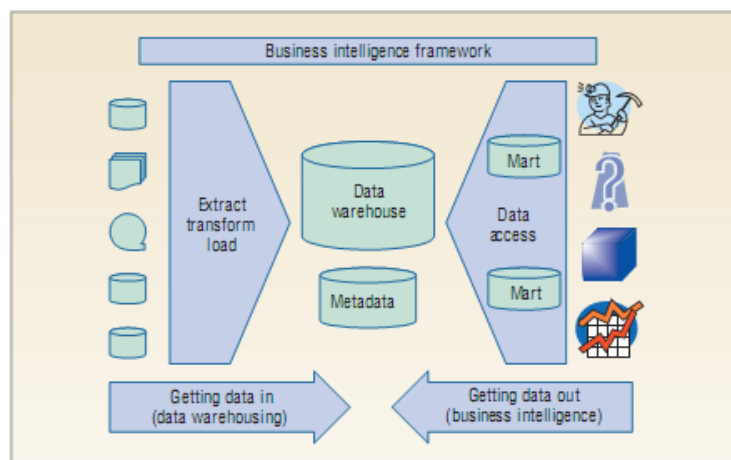 Business intelligence framework
Extract
transform
load
Data
warehouse
Metadata
Mart
Data
access
Mart
Getting data in
(data warehousing)
Getting data out
(business intelligence)